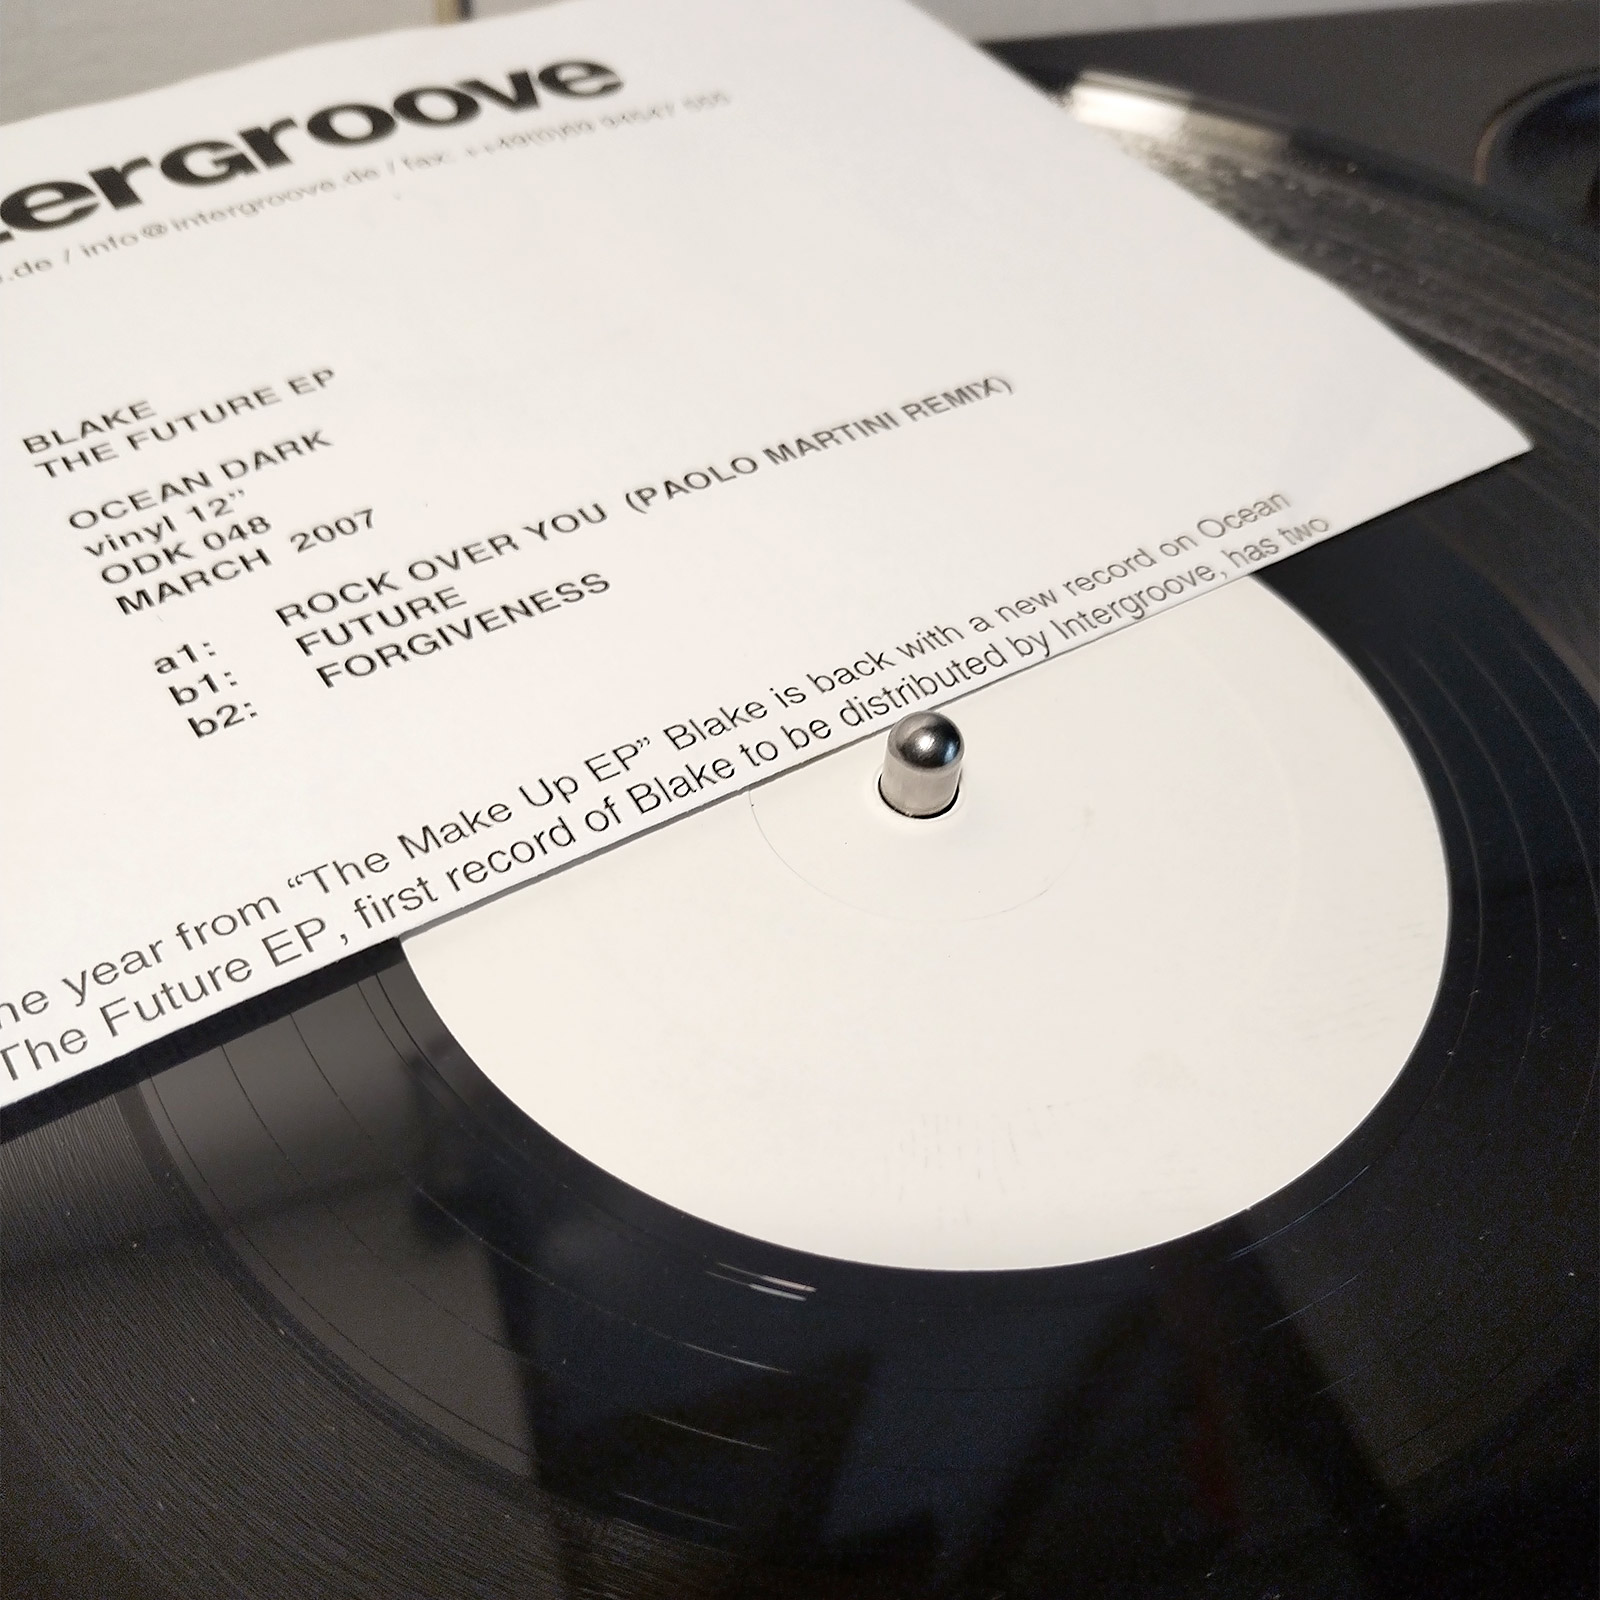 tergroove
.de / info@intergroove.de / fax: ++49(0)69 94547 555
BLAKE
THE FUTURE EP
OCEAN DARK
vinyl 12”
ODK 048
MARCH 2007
a1: ROCK OVER YOU (PAOLO MARTINI REMIX)
b1: FUTURE
b2: FORGIVENESS
ne year from “The Make Up EP” Blake is back with a new record on Ocean
The Future EP, first record of Blake to be distributed by Intergroove, has two